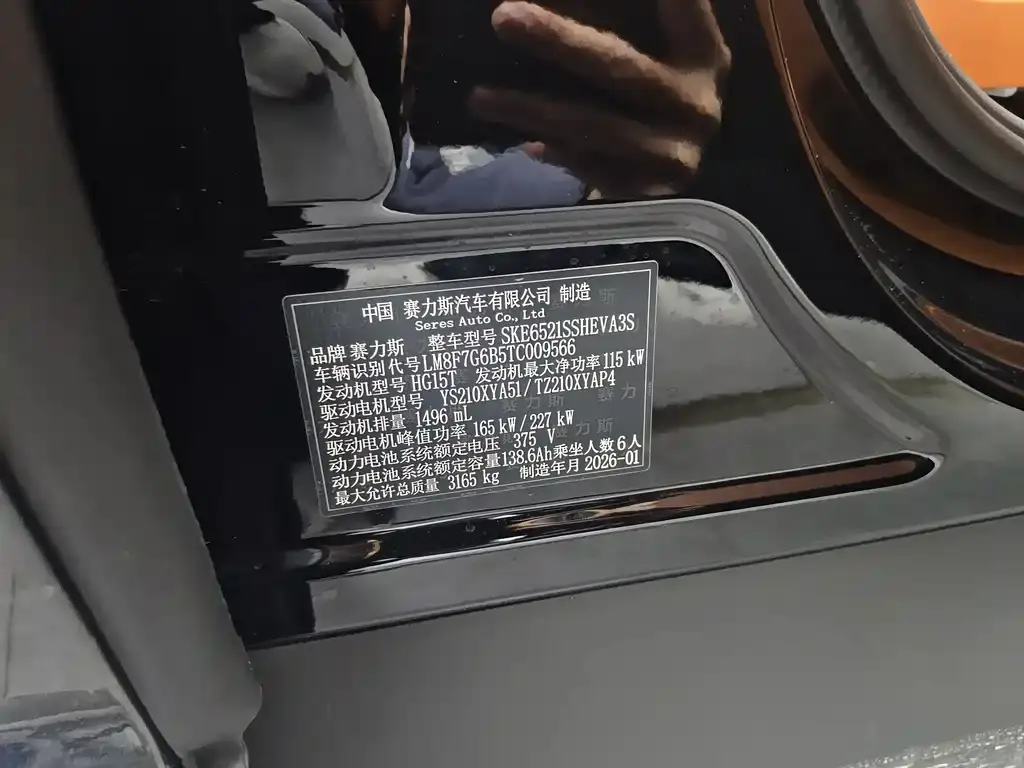 中国 赛力斯汽车有限公司 制造
Seres Auto Co., Ltd
品牌 赛力斯 整车型号 SKE6521SSHEVA3S
车辆识别代号 LM8F7G6B5TC009566
发动机型号 HG15T 发动机最大净功率 115 kW
驱动电机型号 YS210XYA51/TZ210XYAP4
发动机排量 1496 mL
驱动电机峰值功率 165 kW/227 kW
动力电池系统额定电压 375 V
动力电池系统额定容量 138.6Ah 乘坐人数 6人
最大允许总质量 3165 kg 制造年月 2026-01